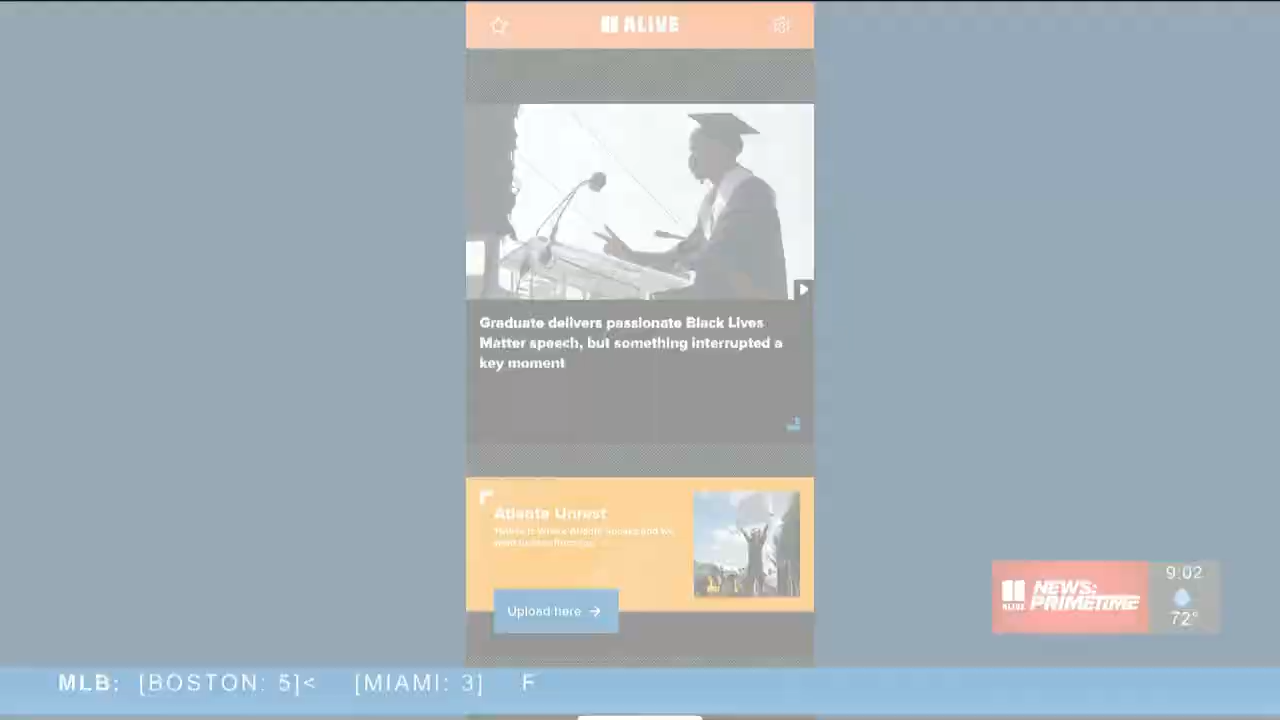 ALIVE
Graduate delivers passionate Black Lives
Matter speech, but something interrupted a
key moment
Atlanta Unrest
Upload here →
9:02
NEWS:
ALIVE PRIMETIME
72°
MLB: [BOSTON: 5]< [MIAMI: 3] F